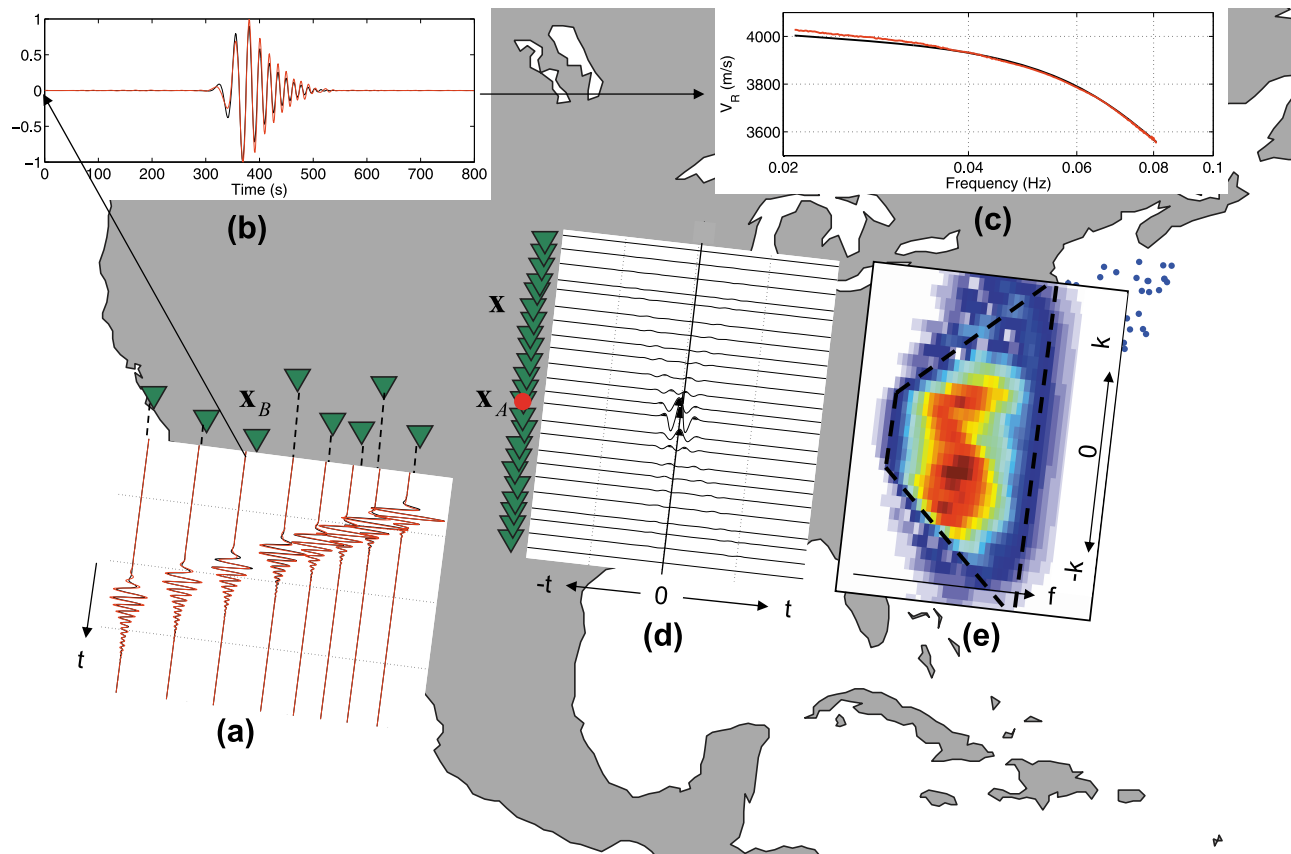 1
0.5
0
-0.5
-1
0 100 200 300 400 500 600 700 800
Time (s)
(b)
V_R (m/s)
4000
3800
3600
0.02 0.04 0.06 0.08 0.1
Frequency (Hz)
(c)
x
x_A
x_B
t
(a)
-t 0 t
(d)
k
0
-k
f
(e)